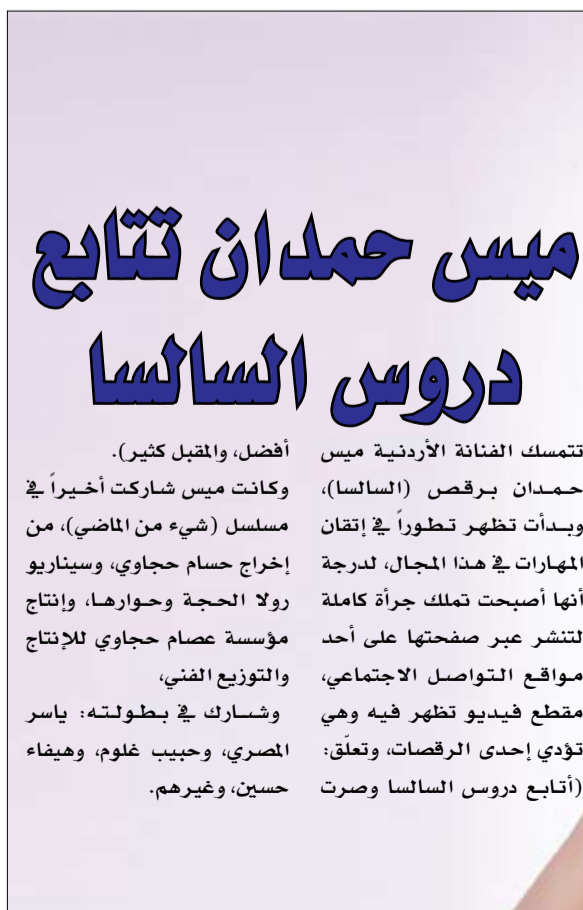 ميس حمدان تتابع
دروس السالسا
تتمسك الفنانة الأردنية ميس
حمدان برقص (السالسا)،
وبدأت تظهر تطوراً في إتقان
المهارات في هذا المجال، لدرجة
أنها أصبحت تملك جرأة كاملة
لتنشر عبر صفحتها على أحد
مواقع التواصل الاجتماعي،
مقطع فيديو تظهر فيه وهي
تؤدي إحدى الرقصات، وتعلّق:
(أتابع دروس السالسا وصرت
أفضل، والمقبل كثير).
وكانت ميس شاركت أخيراً في
مسلسل (شيء من الماضي)، من
إخراج حسام حجاوي، وسيناريو
رولا الحجة وحوارها، وإنتاج
مؤسسة عصام حجاوي للإنتاج
والتوزيع الفني،
وشارك في بطولته: ياسر
المصري، وحبيب غلوم، وهيفاء
حسين، وغيرهم.